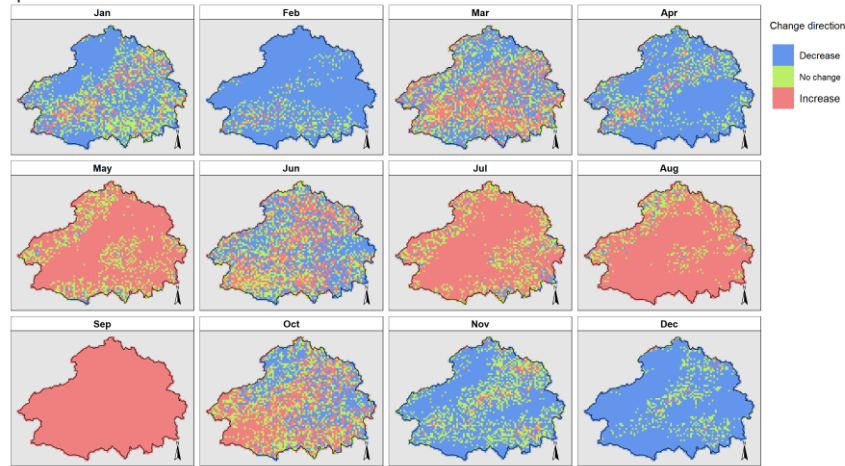 Jan Feb Mar Apr
Change direction
Decrease
No change
Increase
May Jun Jul Aug
Sep Oct Nov Dec